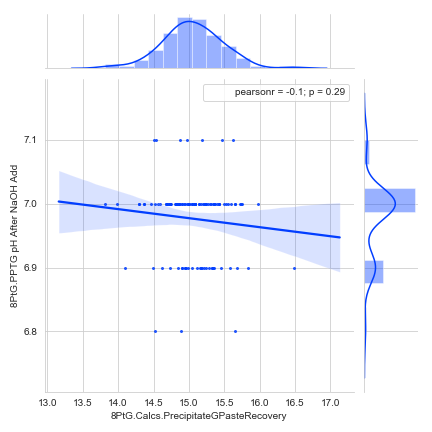 pearsonr = -0.1; p = 0.29
8PtG.PPTG pH After NaOH Add
7.1
7.0
6.9
6.8
13.0 13.5 14.0 14.5 15.0 15.5 16.0 16.5 17.0
8PtG.Calcs.PrecipitateGPasteRecovery